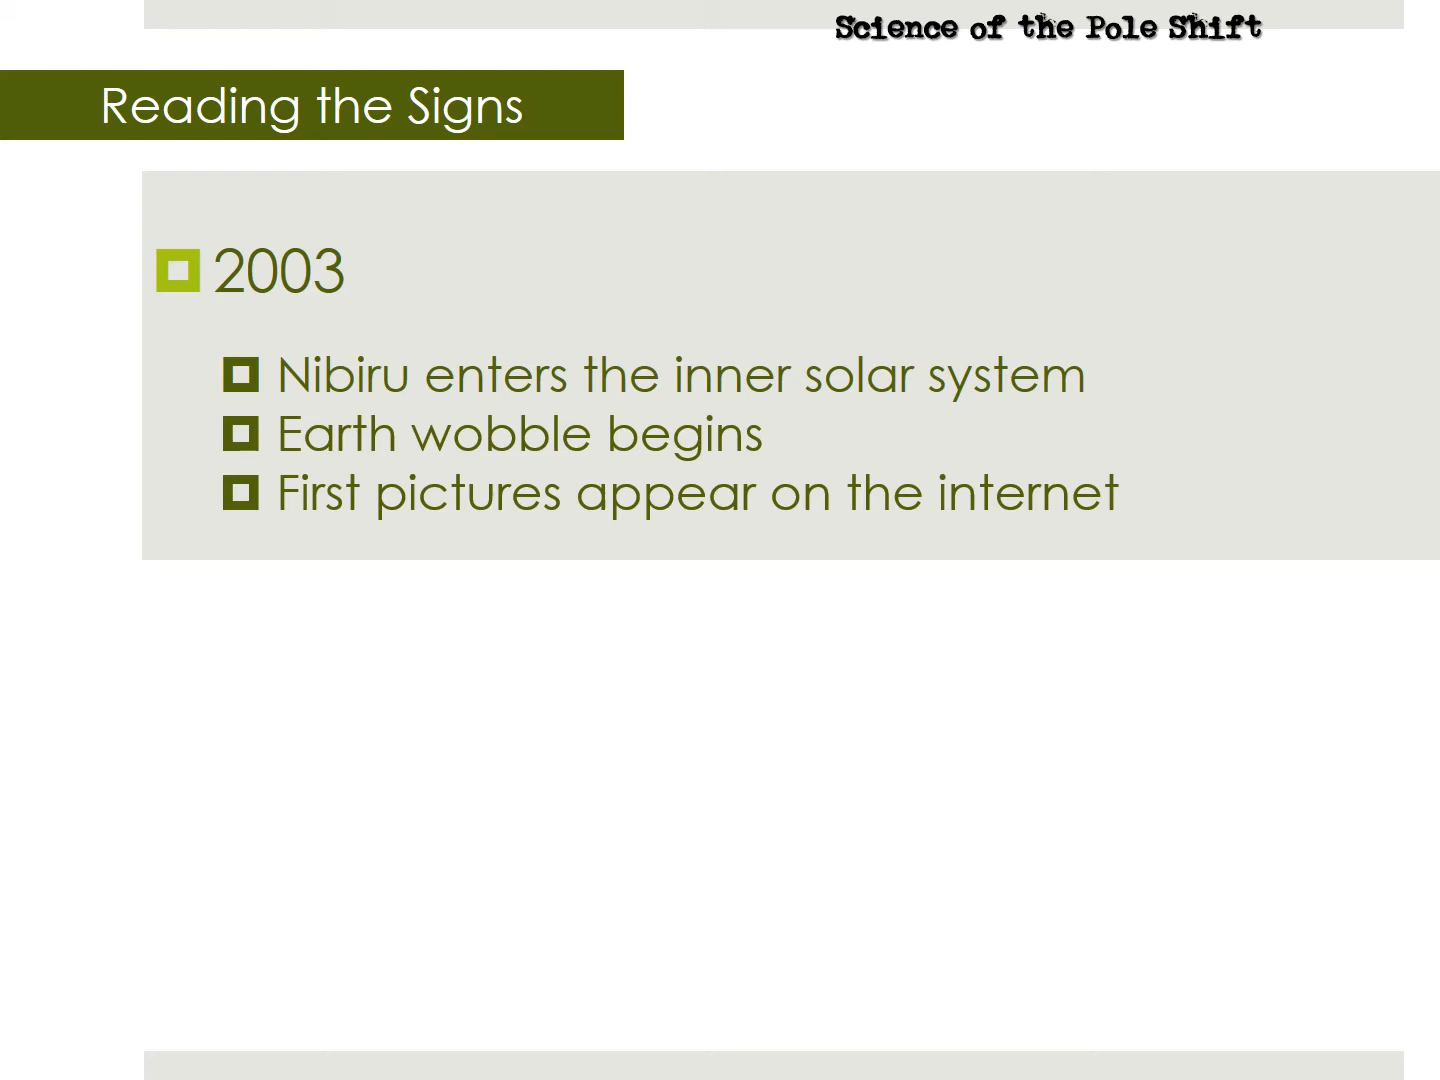 Science of the Pole Shift
Reading the Signs
2003
Nibiru enters the inner solar system
Earth wobble begins
First pictures appear on the internet